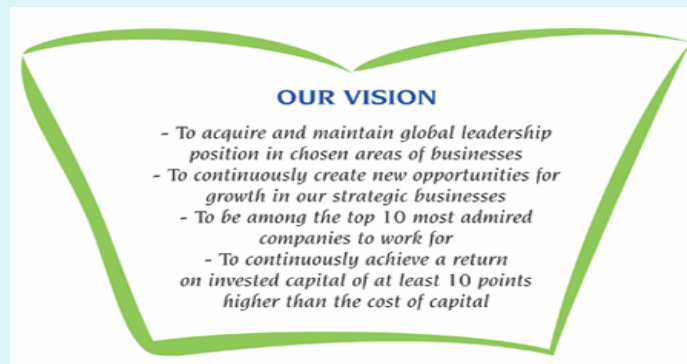 OUR VISION
- To acquire and maintain global leadership
position in chosen areas of businesses
- To continuously create new opportunities for
growth in our strategic businesses
- To be among the top 10 most admired
companies to work for
- To continuously achieve a return
on invested capital of at least 10 points
higher than the cost of capital